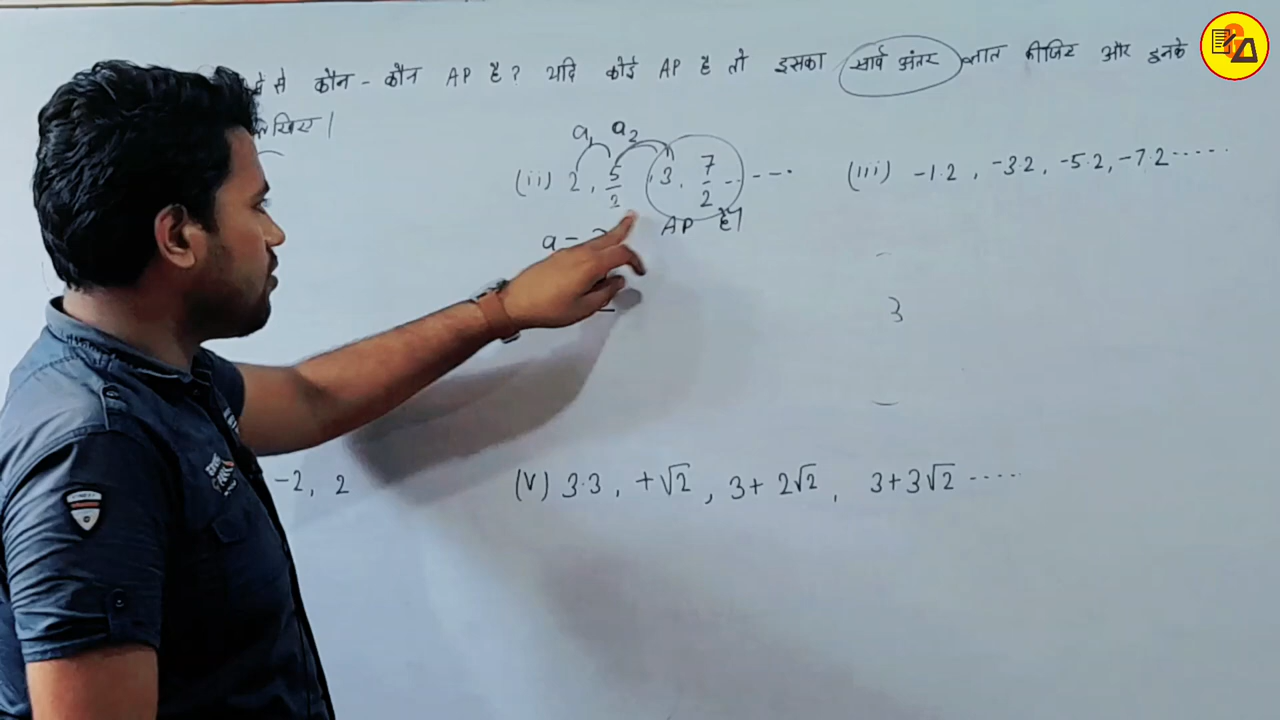 से कौन - कौन AP है ? यदि कोई AP है तो इसका सार्व अंतर ज्ञात कीजिए और इनके
लिखिए |
a₁ a₂
(ii) 2, 5/2, 3, 7/2 ----- (iii) -1.2, -3.2, -5.2, -7.2 .....
a = AP है|
3
-2, 2 (V) 3.3, +√2, 3+ 2√2, 3+3√2 .....